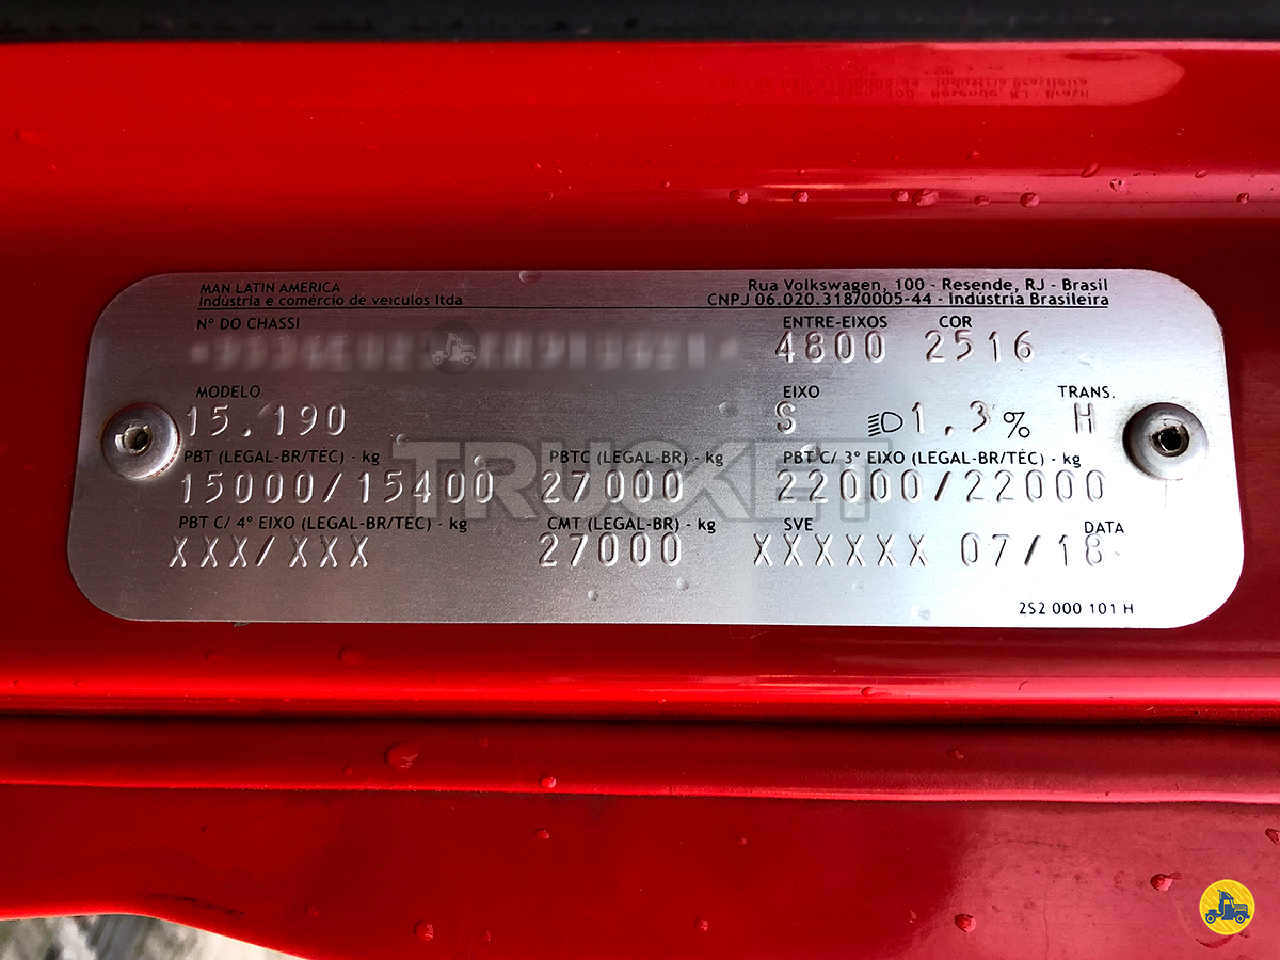 MAN LATIN AMERICA
Indústria e comércio de veículos ltda
Rua Volkswagen, 100 - Resende, RJ - Brasil
CNPJ 06.020.31870005-44 - Indústria Brasileira
Nº DO CHASSI
ENTRE-EIXOS COR
4800 2516
MODELO EIXO TRANS.
15.190 S 1,3% H
PBT (LEGAL-BR/TEC) - kg PBTC (LEGAL-BR) - kg PBT C/ 3º EIXO (LEGAL-BR/TEC) - kg
15000/15400 27000 22000/22000
TRUCKET
PBT C/ 4º EIXO (LEGAL-BR/TEC) - kg CMT (LEGAL-BR) - kg SVE DATA
XXX/XXX 27000 XXXXXX 07/18
2S2 000 101 H